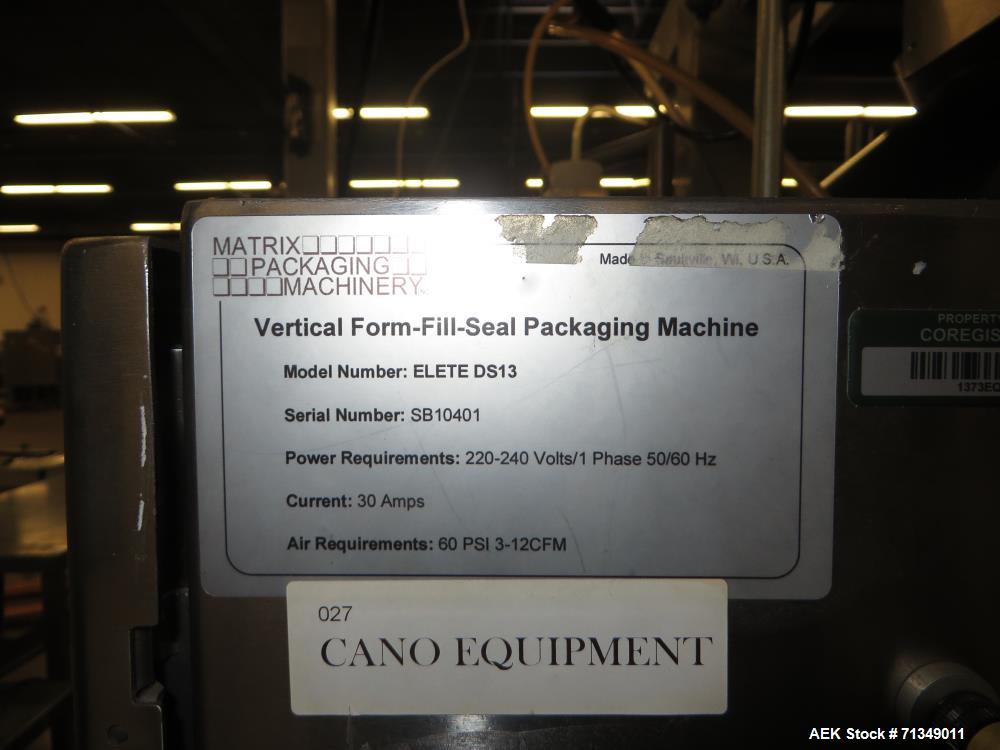 MATRIX
PACKAGING
MACHINERY
Made Saukville, WI, U.S.A.
Vertical Form-Fill-Seal Packaging Machine
Model Number: ELETE DS13
Serial Number: SB10401
Power Requirements: 220-240 Volts/1 Phase 50/60 Hz
Current: 30 Amps
Air Requirements: 60 PSI 3-12CFM
PROPERTY
COREGIS
1373EC
027
CANO EQUIPMENT
AEK Stock #71349011